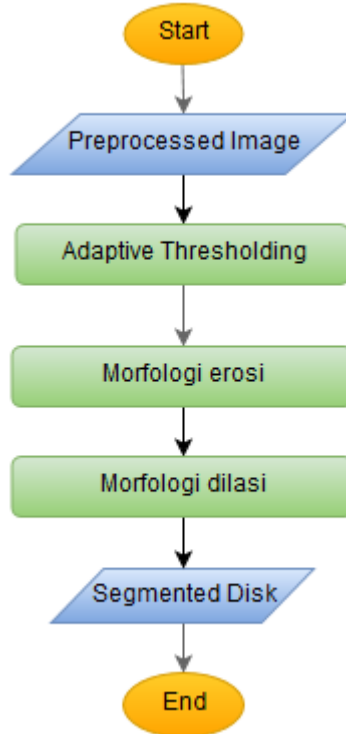 Start
Preprocessed Image
Adaptive Thresholding
Morfologi erosi
Morfologi dilasi
Segmented Disk
End